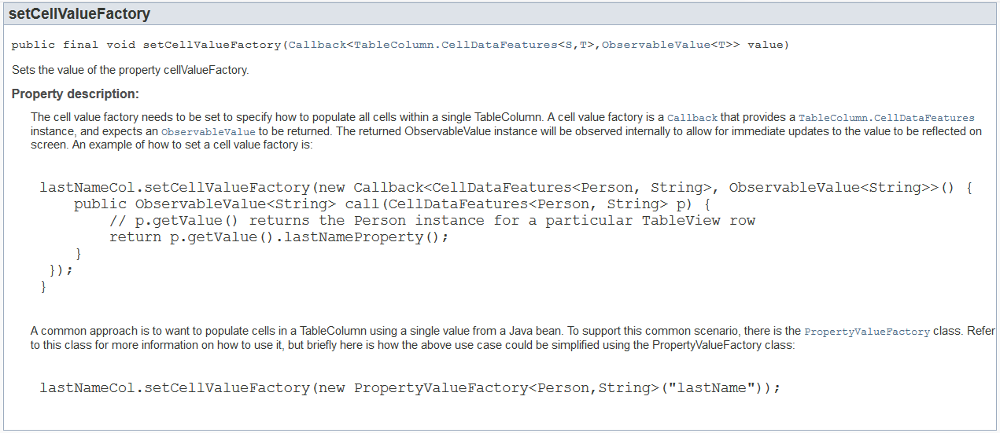 setCellValueFactory
public final void setCellValueFactory(Callback<TableColumn.CellDataFeatures<S,T>,ObservableValue<T>> value)
Sets the value of the property cellValueFactory.
Property description:
The cell value factory needs to be set to specify how to populate all cells within a single TableColumn. A cell value factory is a Callback that provides a TableColumn.CellDataFeatures
instance, and expects an ObservableValue to be returned. The returned ObservableValue instance will be observed internally to allow for immediate updates to the value to be reflected on
screen. An example of how to set a cell value factory is:
lastNameCol.setCellValueFactory(new Callback<CellDataFeatures<Person, String>, ObservableValue<String>>() {
    public ObservableValue<String> call(CellDataFeatures<Person, String> p) {
        // p.getValue() returns the Person instance for a particular TableView row
        return p.getValue().lastNameProperty();
    }
 });
}
A common approach is to want to populate cells in a TableColumn using a single value from a Java bean. To support this common scenario, there is the PropertyValueFactory class. Refer
to this class for more information on how to use it, but briefly here is how the above use case could be simplified using the PropertyValueFactory class:
lastNameCol.setCellValueFactory(new PropertyValueFactory<Person,String>("lastName"));